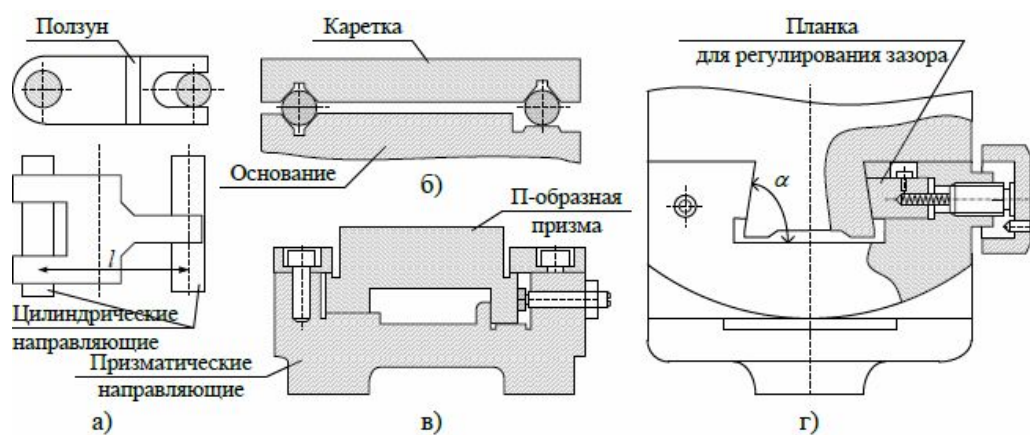 Ползун
Каретка
Планка
для регулирования зазора
Основание
б)
α
П-образная
призма
l
Цилиндрические
направляющие
Призматические
направляющие
а)
в)
г)